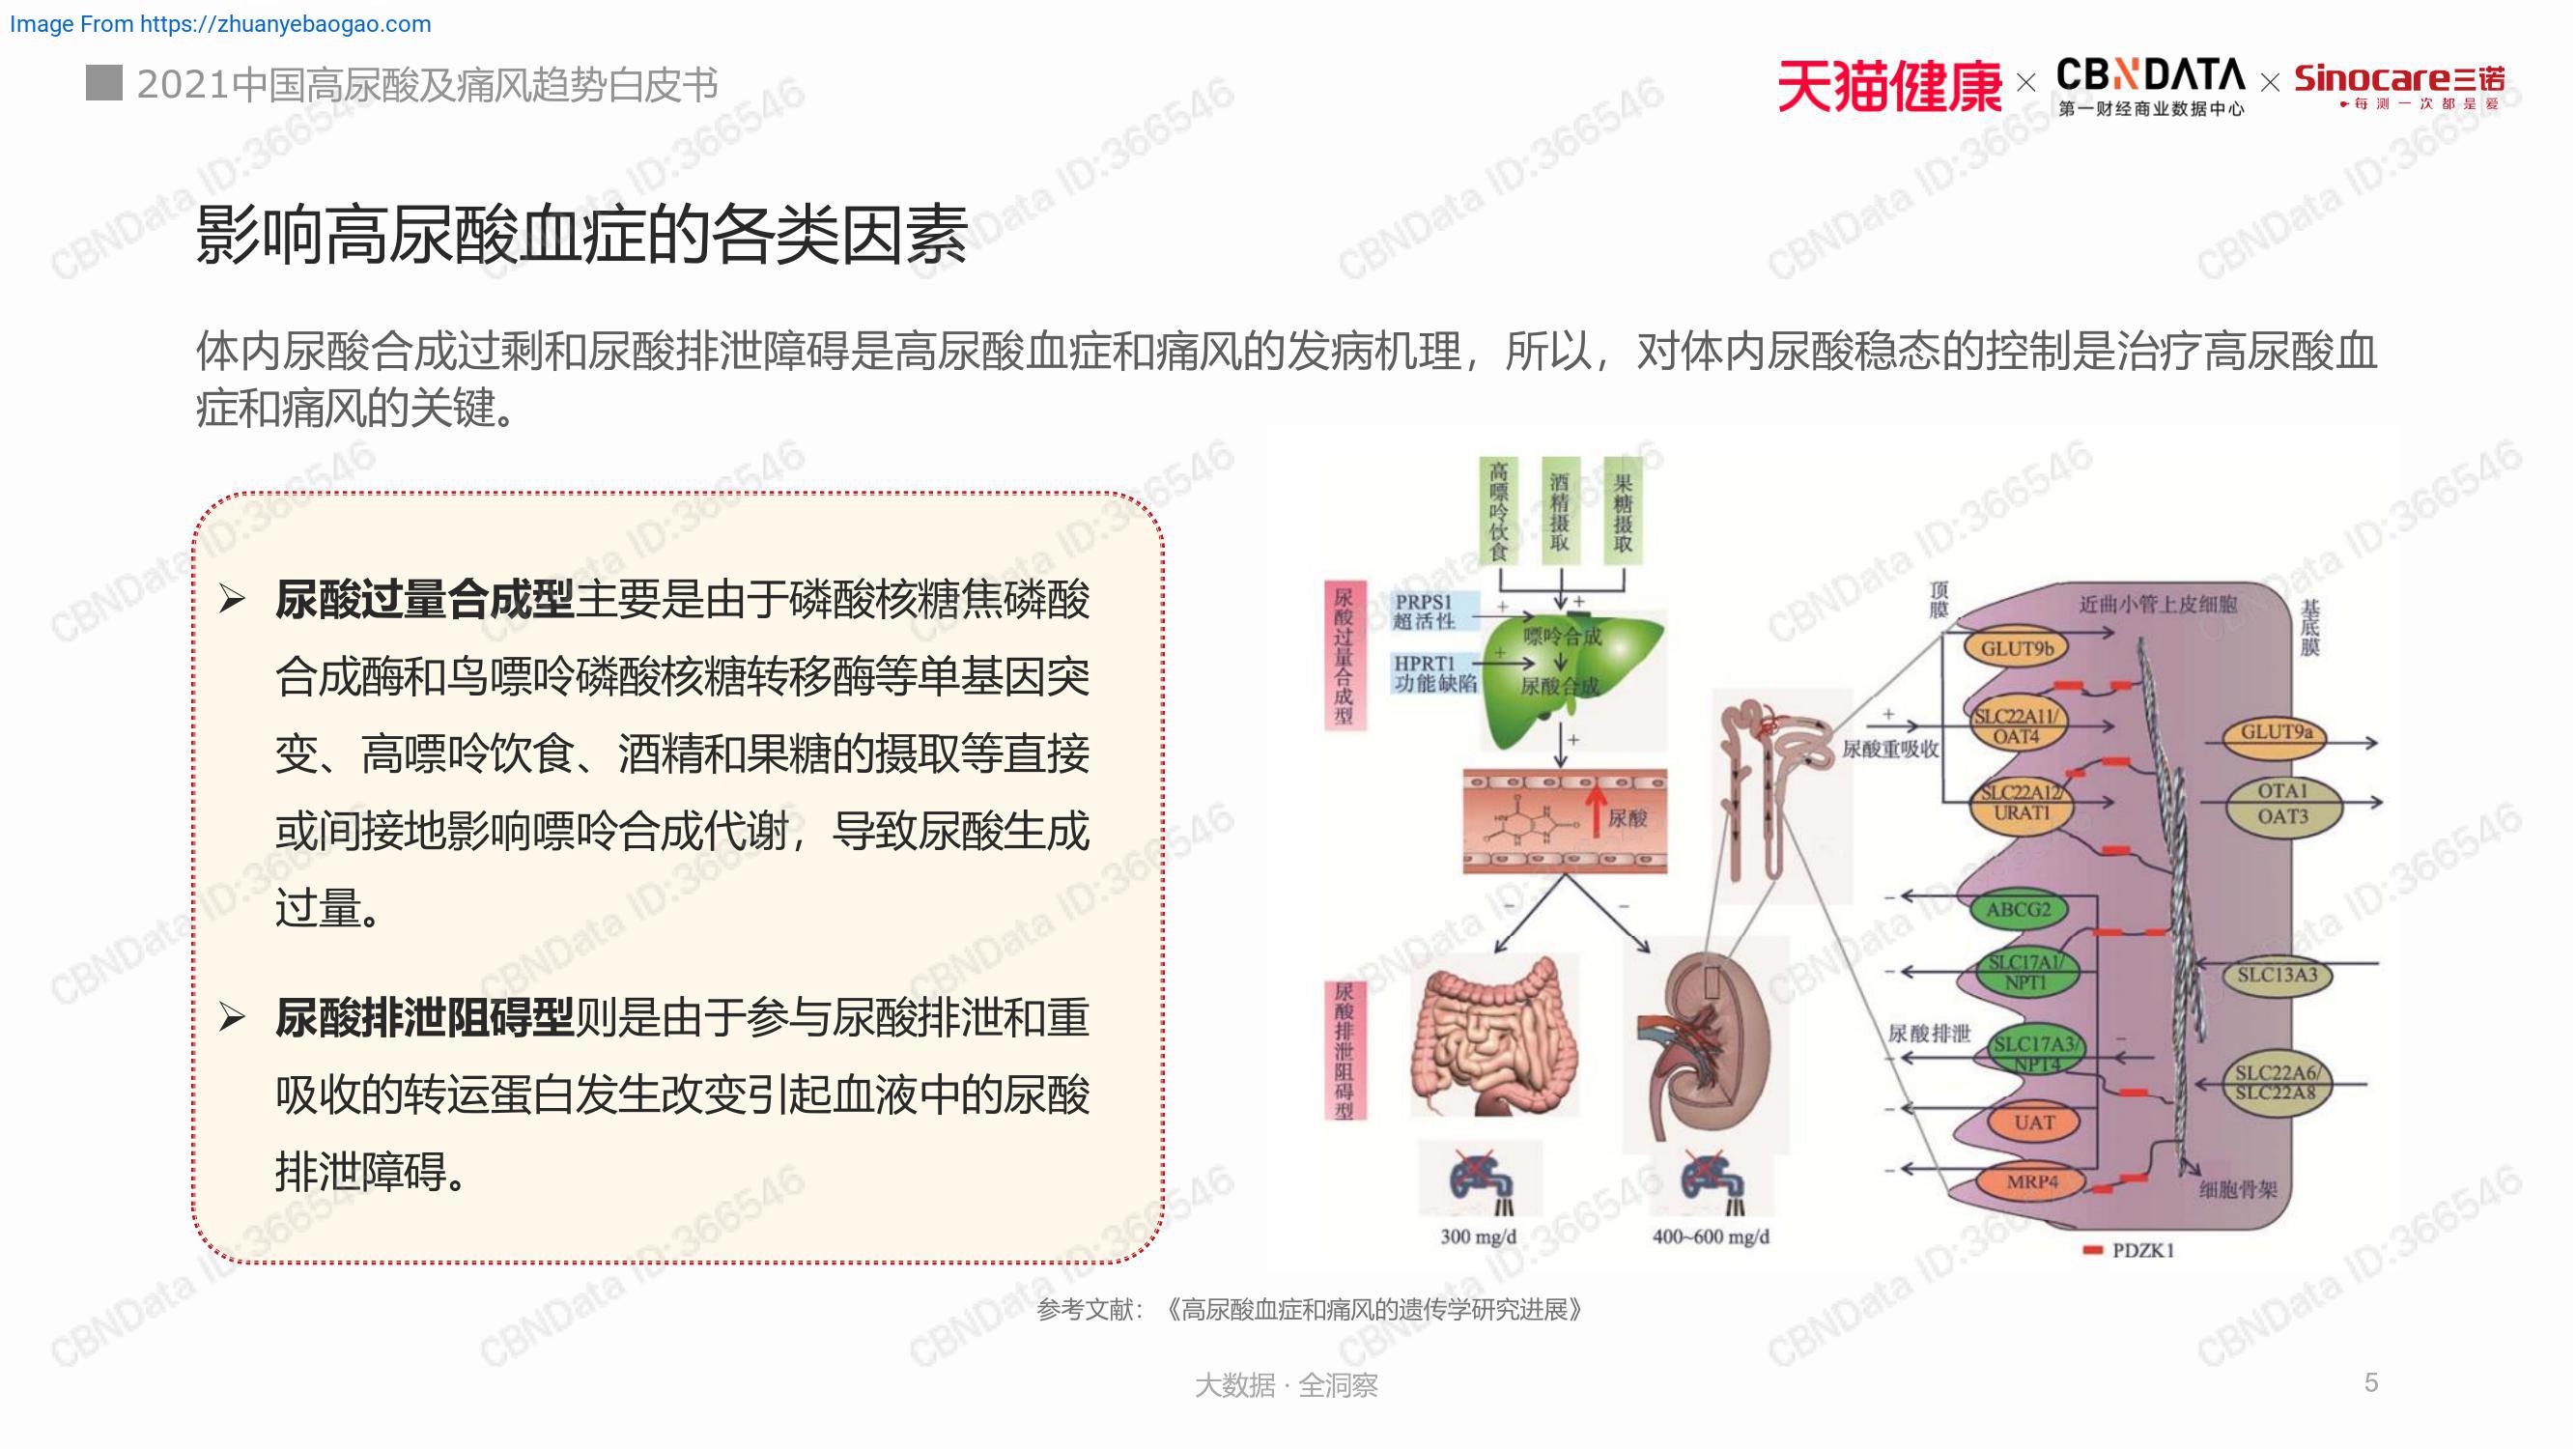 Image From https://zhuanyebaogao.com
2021中国高尿酸及痛风趋势白皮书
天猫健康 × CBNDATA × Sinocare三诺
第一财经商业数据中心
每测一次都是爱
影响高尿酸血症的各类因素
体内尿酸合成过剩和尿酸排泄障碍是高尿酸血症和痛风的发病机理，所以，对体内尿酸稳态的控制是治疗高尿酸血
症和痛风的关键。
➢ 尿酸过量合成型主要是由于磷酸核糖焦磷酸
合成酶和鸟嘌呤磷酸核糖转移酶等单基因突
变、高嘌呤饮食、酒精和果糖的摄取等直接
或间接地影响嘌呤合成代谢，导致尿酸生成
过量。
➢ 尿酸排泄阻碍型则是由于参与尿酸排泄和重
吸收的转运蛋白发生改变引起血液中的尿酸
排泄障碍。
高嘌呤饮食
酒精摄取
果糖摄取
尿酸过量合成型
PRPS1
超活性
HPRT1
功能缺陷
嘌呤合成
尿酸合成
尿酸
尿酸排泄阻碍型
300 mg/d
400~600 mg/d
顶膜
近曲小管上皮细胞
基底膜
GLUT9b
SLC22A11/
OAT4
尿酸重吸收
SLC22A12/
URAT1
GLUT9a
OTA1
OAT3
ABCG2
SLC17A1/
NPT1
SLC13A3
尿酸排泄
SLC17A3/
NPT4
SLC22A6/
SLC22A8
UAT
MRP4
细胞骨架
PDZK1
参考文献：《高尿酸血症和痛风的遗传学研究进展》
大数据 · 全洞察
5
CBNData ID:366546